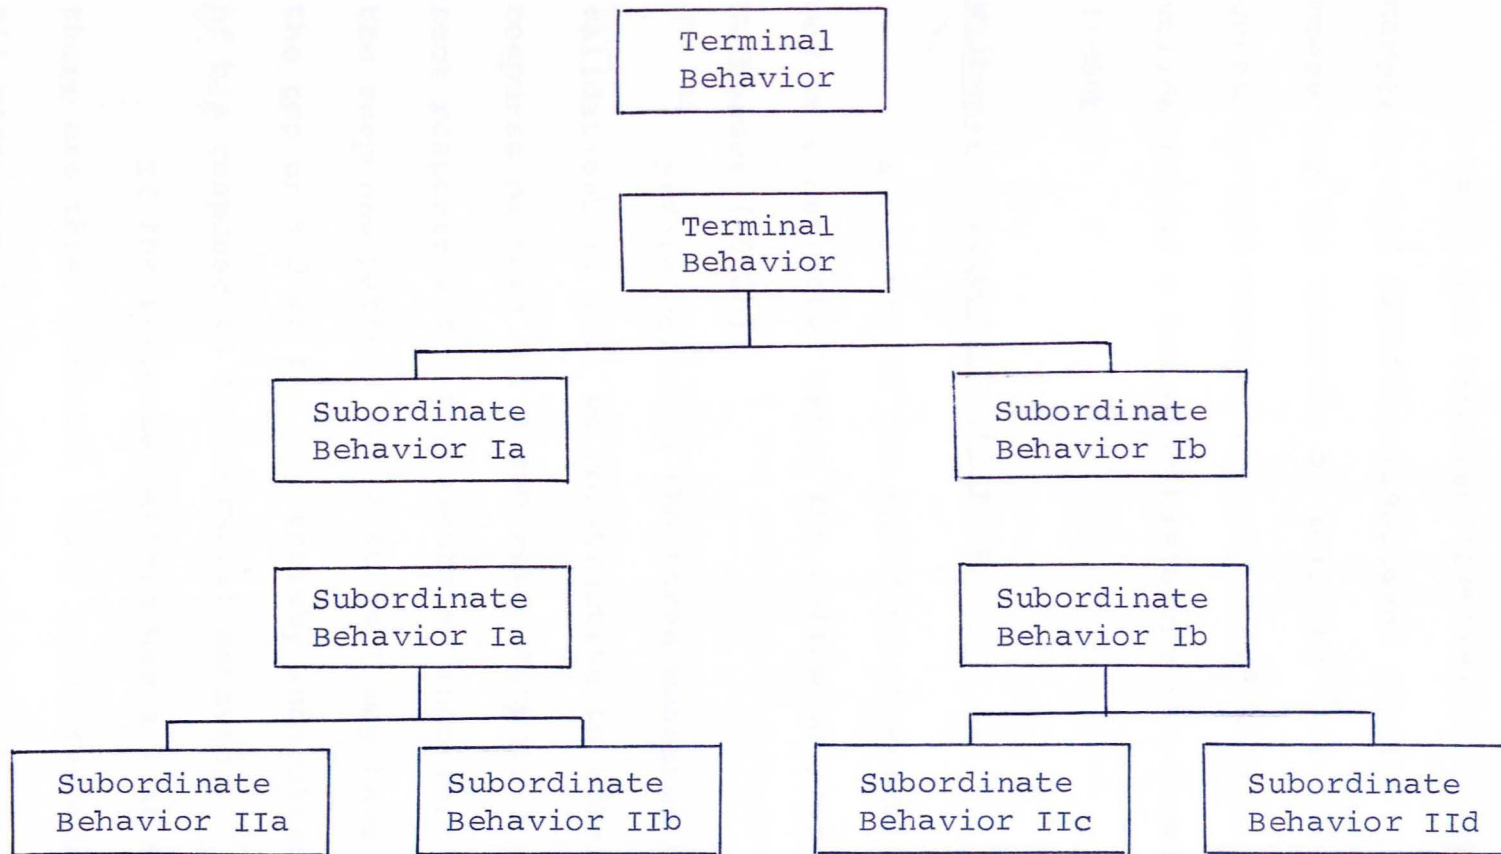 Terminal
Behavior
Terminal
Behavior
Subordinate
Behavior Ia
Subordinate
Behavior Ib
Subordinate
Behavior Ia
Subordinate
Behavior Ib
Subordinate
Behavior IIa
Subordinate
Behavior IIb
Subordinate
Behavior IIc
Subordinate
Behavior IId